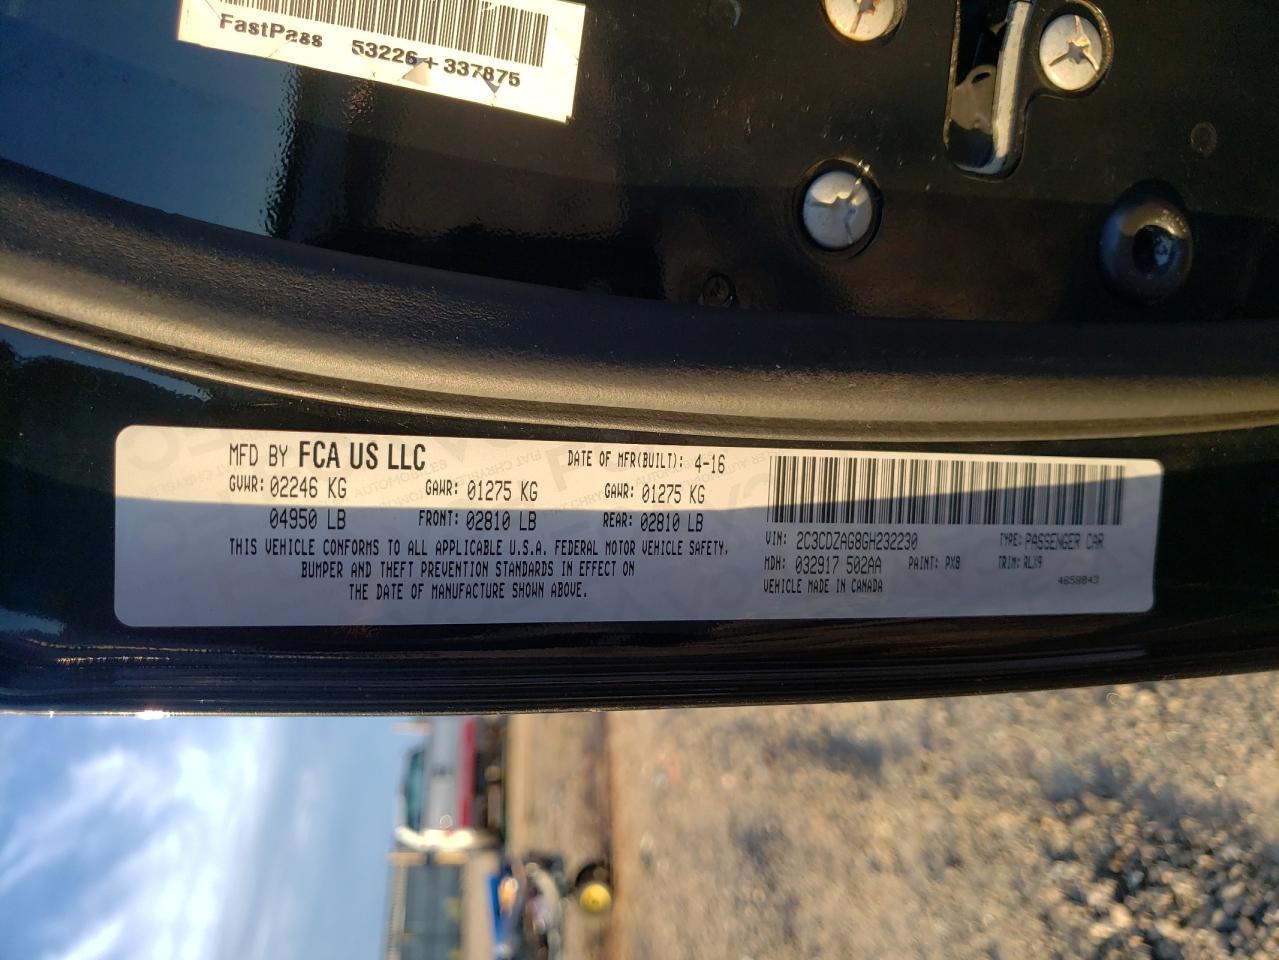 FastPass 53226+337875
MFD BY FCA US LLC DATE OF MFR(BUILT): 4-16
GVWR: 02246 KG GAWR: 01275 KG GAWR: 01275 KG
04950 LB FRONT: 02810 LB REAR: 02810 LB
THIS VEHICLE CONFORMS TO ALL APPLICABLE U.S.A. FEDERAL MOTOR VEHICLE SAFETY,
BUMPER AND THEFT PREVENTION STANDARDS IN EFFECT ON
THE DATE OF MANUFACTURE SHOWN ABOVE.
VIN: 2C3CDZAG8GH232230 TYPE: PASSENGER CAR
MDH: 032917 502AA PAINT: PX8 TRIM: RLX9
VEHICLE MADE IN CANADA 4658043